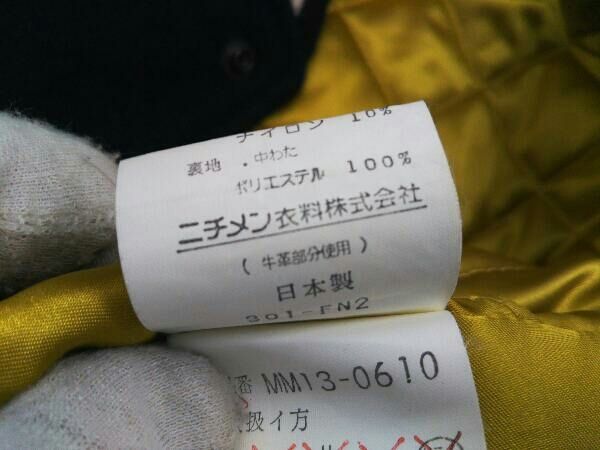 ナイロン 10%
裏地・中わた
ポリエステル 100%
ニチメン衣料株式会社
(牛革部分使用)
日本製
301-FN2
番 MM13-0610
扱イ方